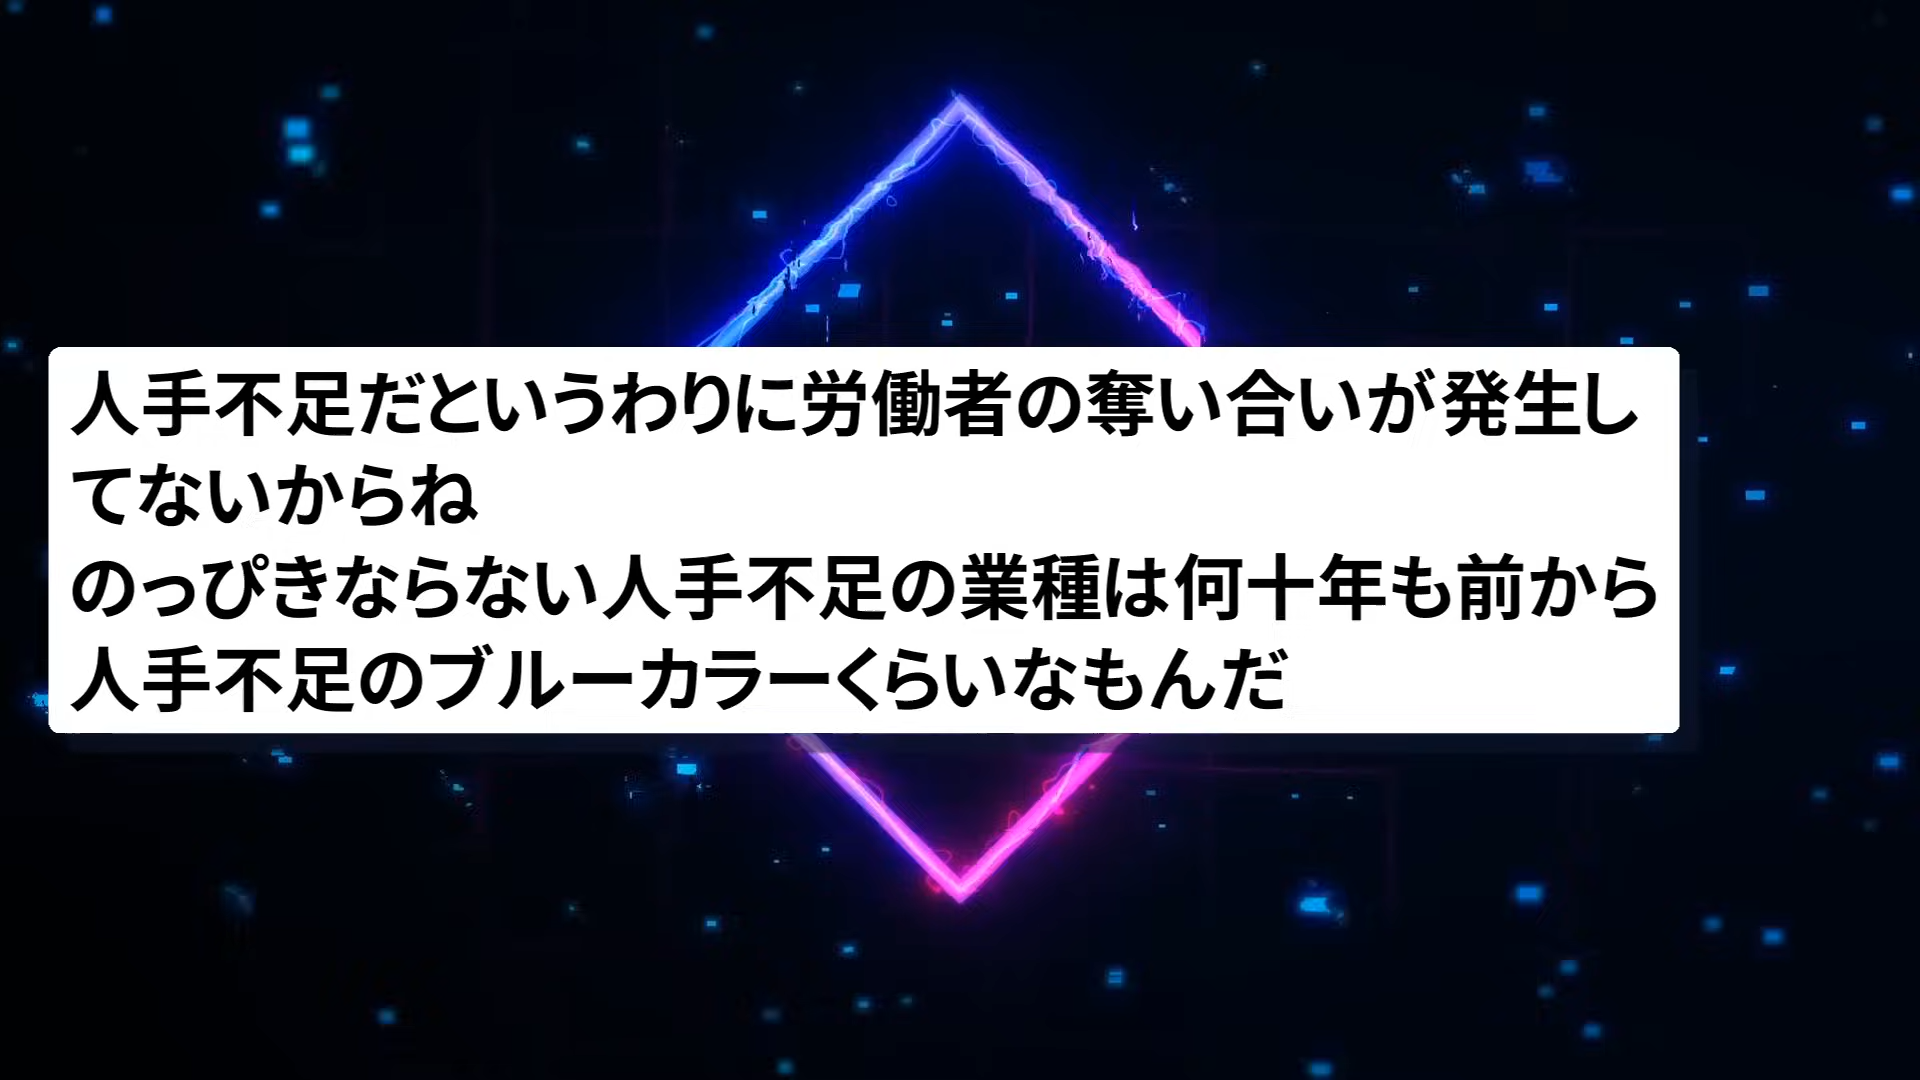 人手不足だというわりに労働者の奪い合いが発生し
てないからね
のっぴきならない人手不足の業種は何十年も前から
人手不足のブルーカラーくらいなもんだ